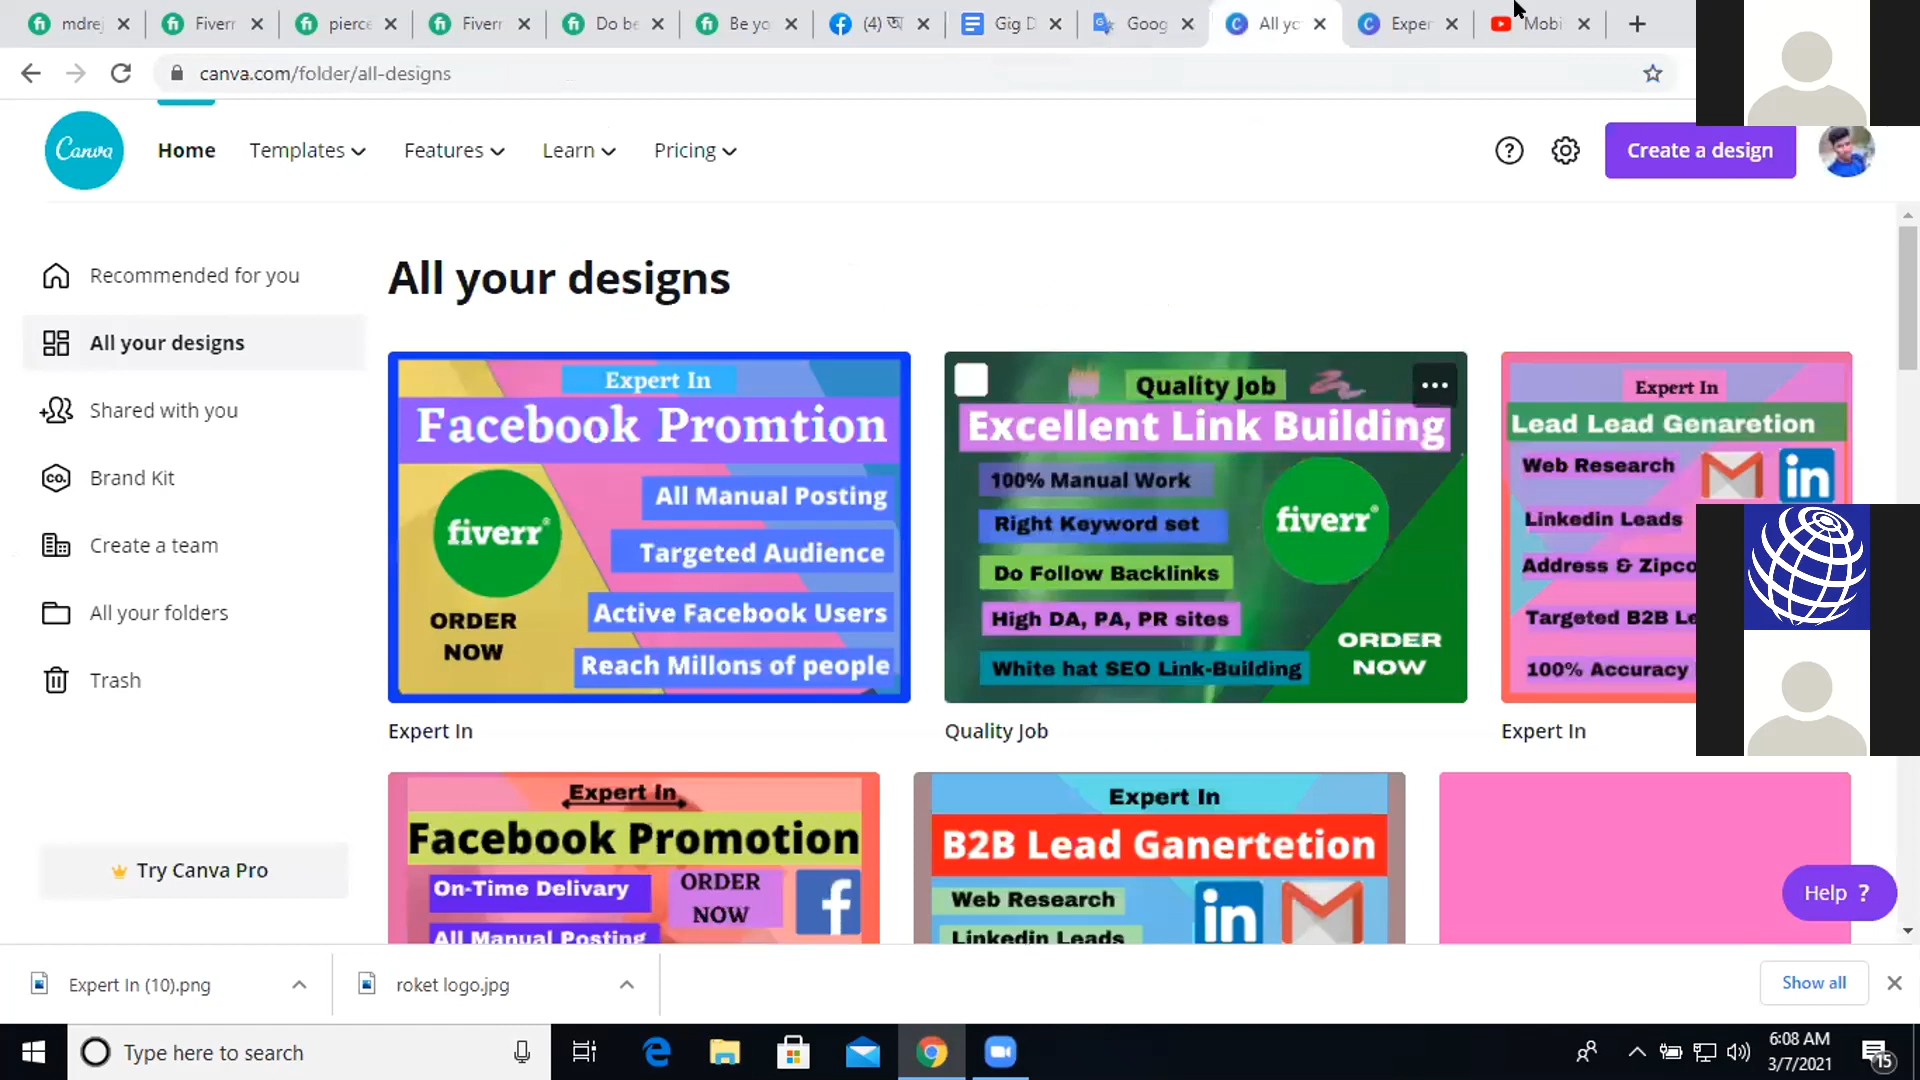 mdrej
Fiverr
pierce
Fiverr
Do be
Be yo
(4) অ
Gig D
Goog
All yo
Exper
Mobi
canva.com/folder/all-designs
Canva
Home
Templates
Features
Learn
Pricing
Create a design
Recommended for you
All your designs
Shared with you
Brand Kit
CO.
Create a team
All your folders
Trash
Try Canva Pro
All your designs
Expert In
Facebook Promtion
fiverr®
All Manual Posting
Targeted Audience
Active Facebook Users
Reach Millons of people
ORDER
NOW
Expert In
Quality Job
Excellent Link Building
100% Manual Work
Right Keyword set
Do Follow Backlinks
High DA, PA, PR sites
White hat SEO Link-Building
fiverr®
ORDER
NOW
Quality Job
Expert In
Lead Lead Genaretion
Web Research
in
Linkedin Leads
Address & Zipco
Targeted B2B Le
100% Accuracy
Expert In
Expert In
Facebook Promotion
On-Time Delivary
ORDER
NOW
f
All Manual Posting
Expert In
B2B Lead Ganertetion
Web Research
in
Linkedin Leads
Help ?
Expert In (10).png
roket logo.jpg
Show all
Type here to search
6:08 AM
3/7/2021
15